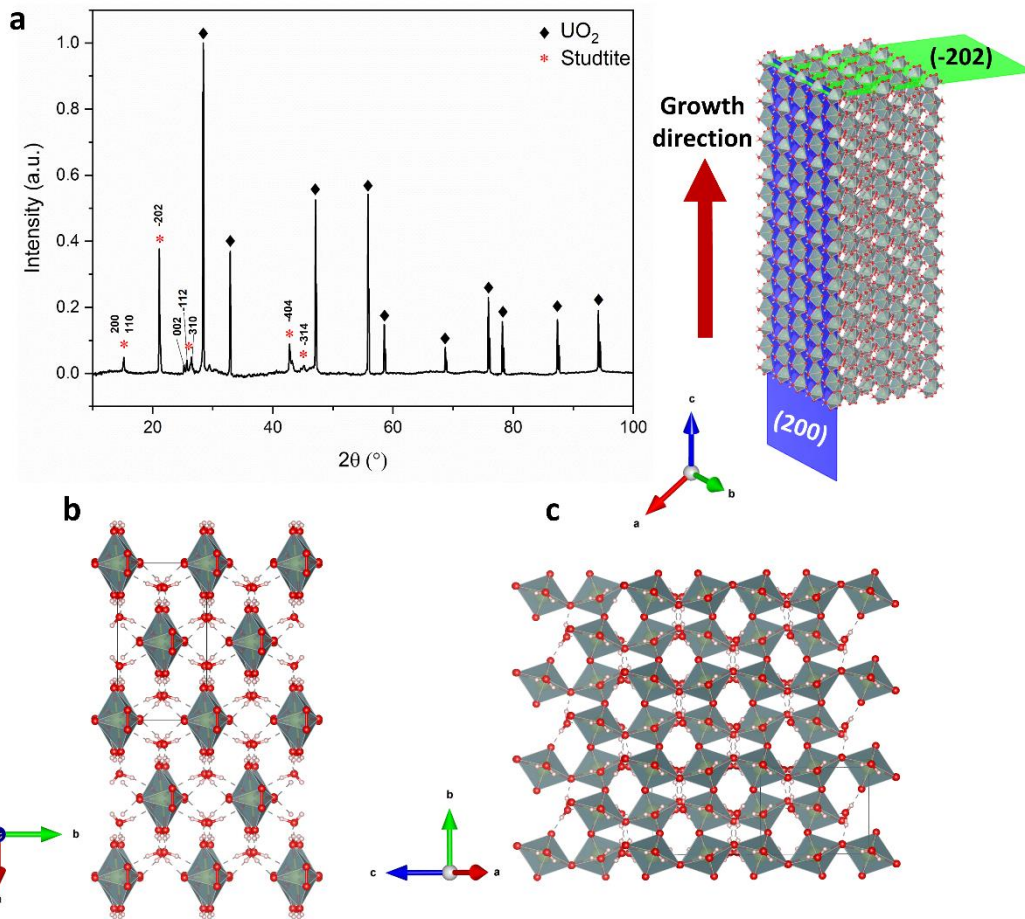 a
1.0
0.8
0.6
0.4
0.2
0.0
Intensity (a.u.)
20
40
60
80
100
2θ (°)
♦ UO₂
* Studtite
200
110
-202
002
-112
-310
-404
-314
Growth
direction
(-202)
(200)
c
b
a
b
b
c
b
c
a